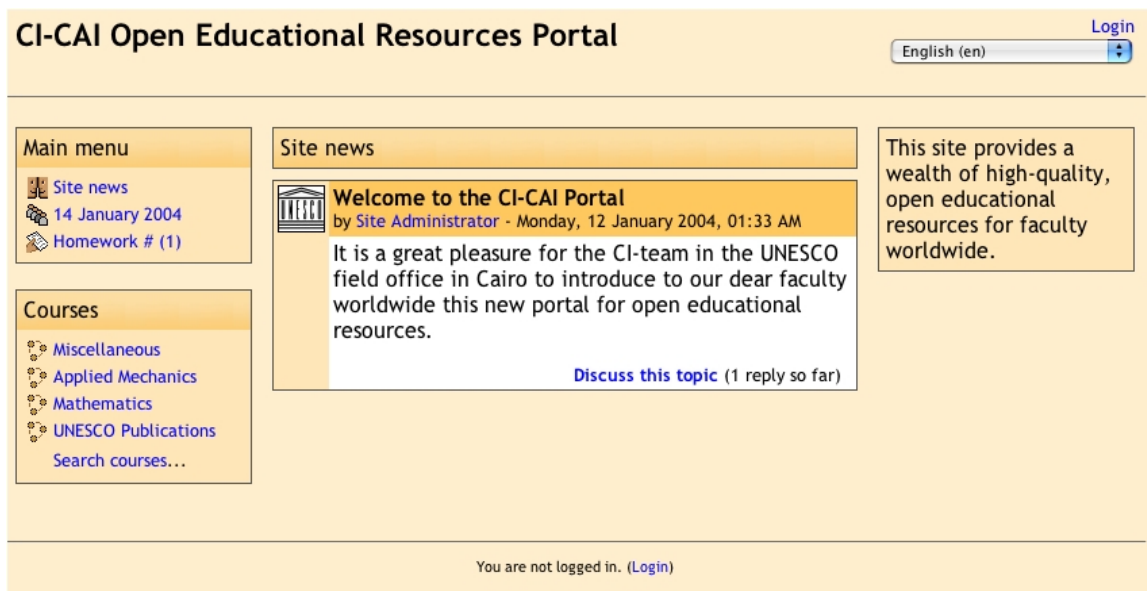 CI-CAI Open Educational Resources Portal
Login
English (en)
Main menu
Site news
14 January 2004
Homework # (1)
Courses
Miscellaneous
Applied Mechanics
Mathematics
UNESCO Publications
Search courses...
Site news
UNESCO
Welcome to the CI-CAI Portal
by Site Administrator - Monday, 12 January 2004, 01:33 AM
It is a great pleasure for the CI-team in the UNESCO
field office in Cairo to introduce to our dear faculty
worldwide this new portal for open educational
resources.
Discuss this topic (1 reply so far)
This site provides a
wealth of high-quality,
open educational
resources for faculty
worldwide.
You are not logged in. (Login)